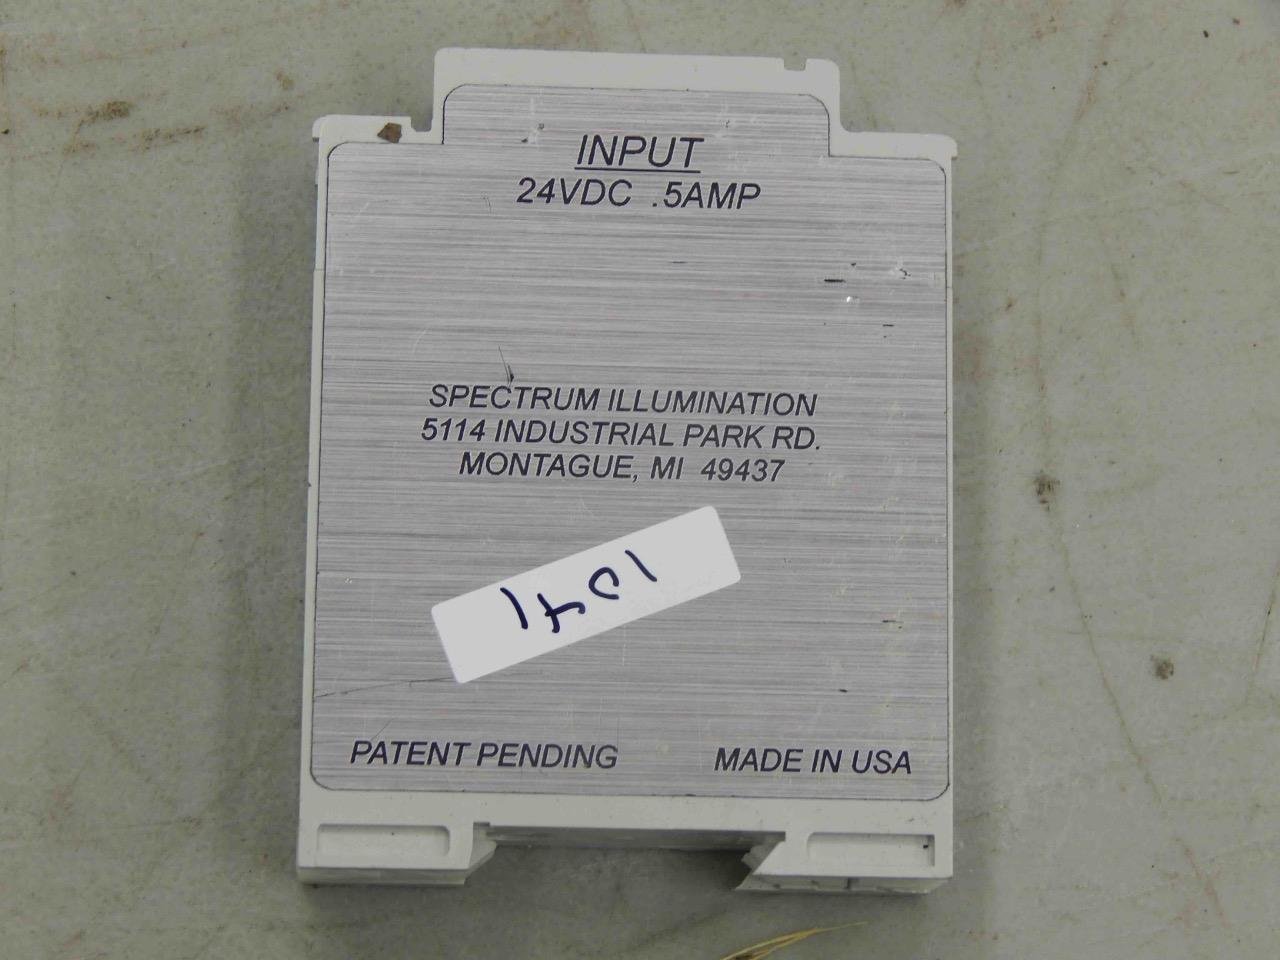 INPUT
24VDC .5AMP
SPECTRUM ILLUMINATION
5114 INDUSTRIAL PARK RD.
MONTAGUE, MI 49437
PATENT PENDING MADE IN USA